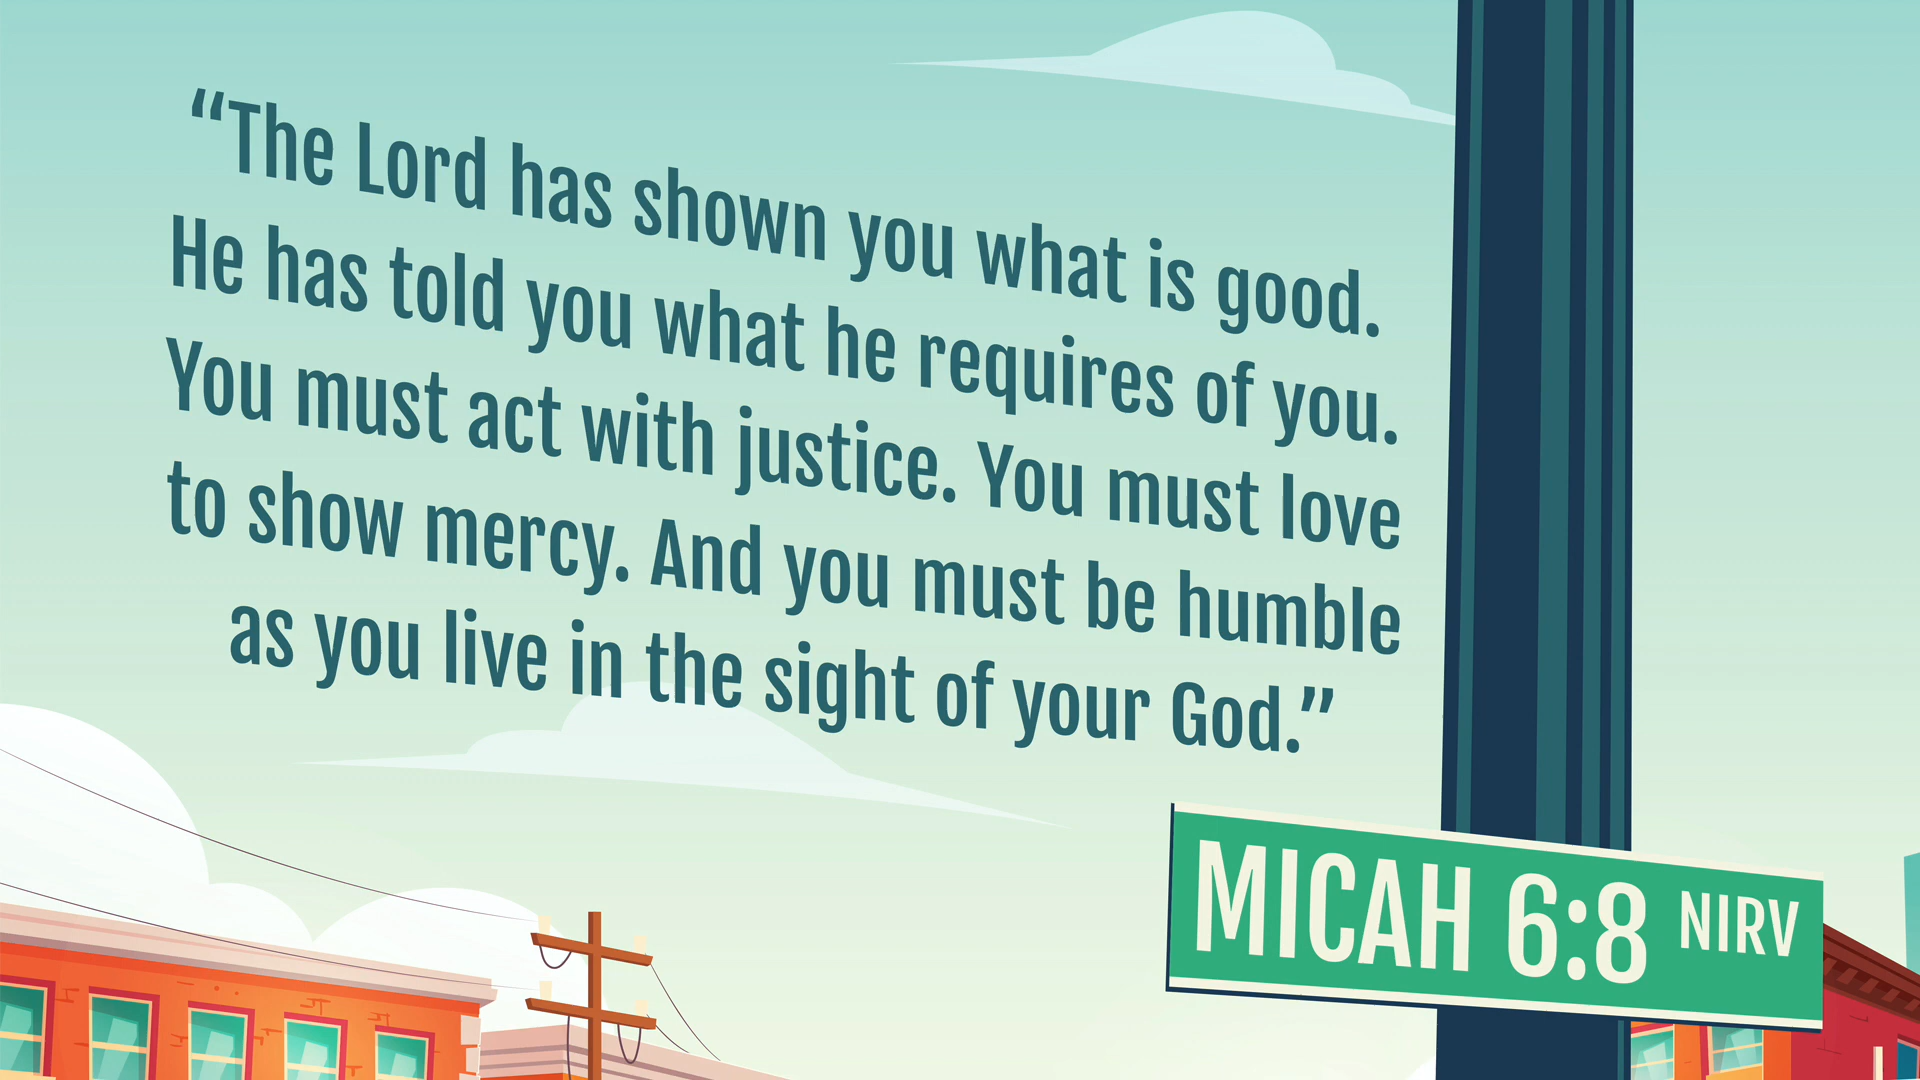 “The Lord has shown you what is good.
He has told you what he requires of you.
You must act with justice. You must love
to show mercy. And you must be humble
as you live in the sight of your God.”
MICAH 6:8 NIRV